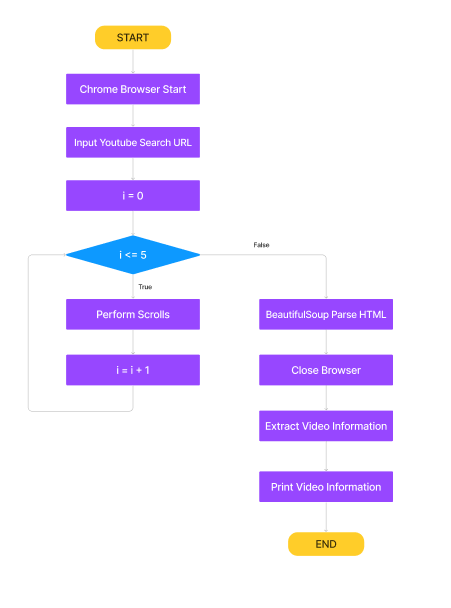 START
Chrome Browser Start
Input Youtube Search URL
i = 0
i <= 5
False
True
Perform Scrolls
i = i + 1
BeautifulSoup Parse HTML
Close Browser
Extract Video Information
Print Video Information
END